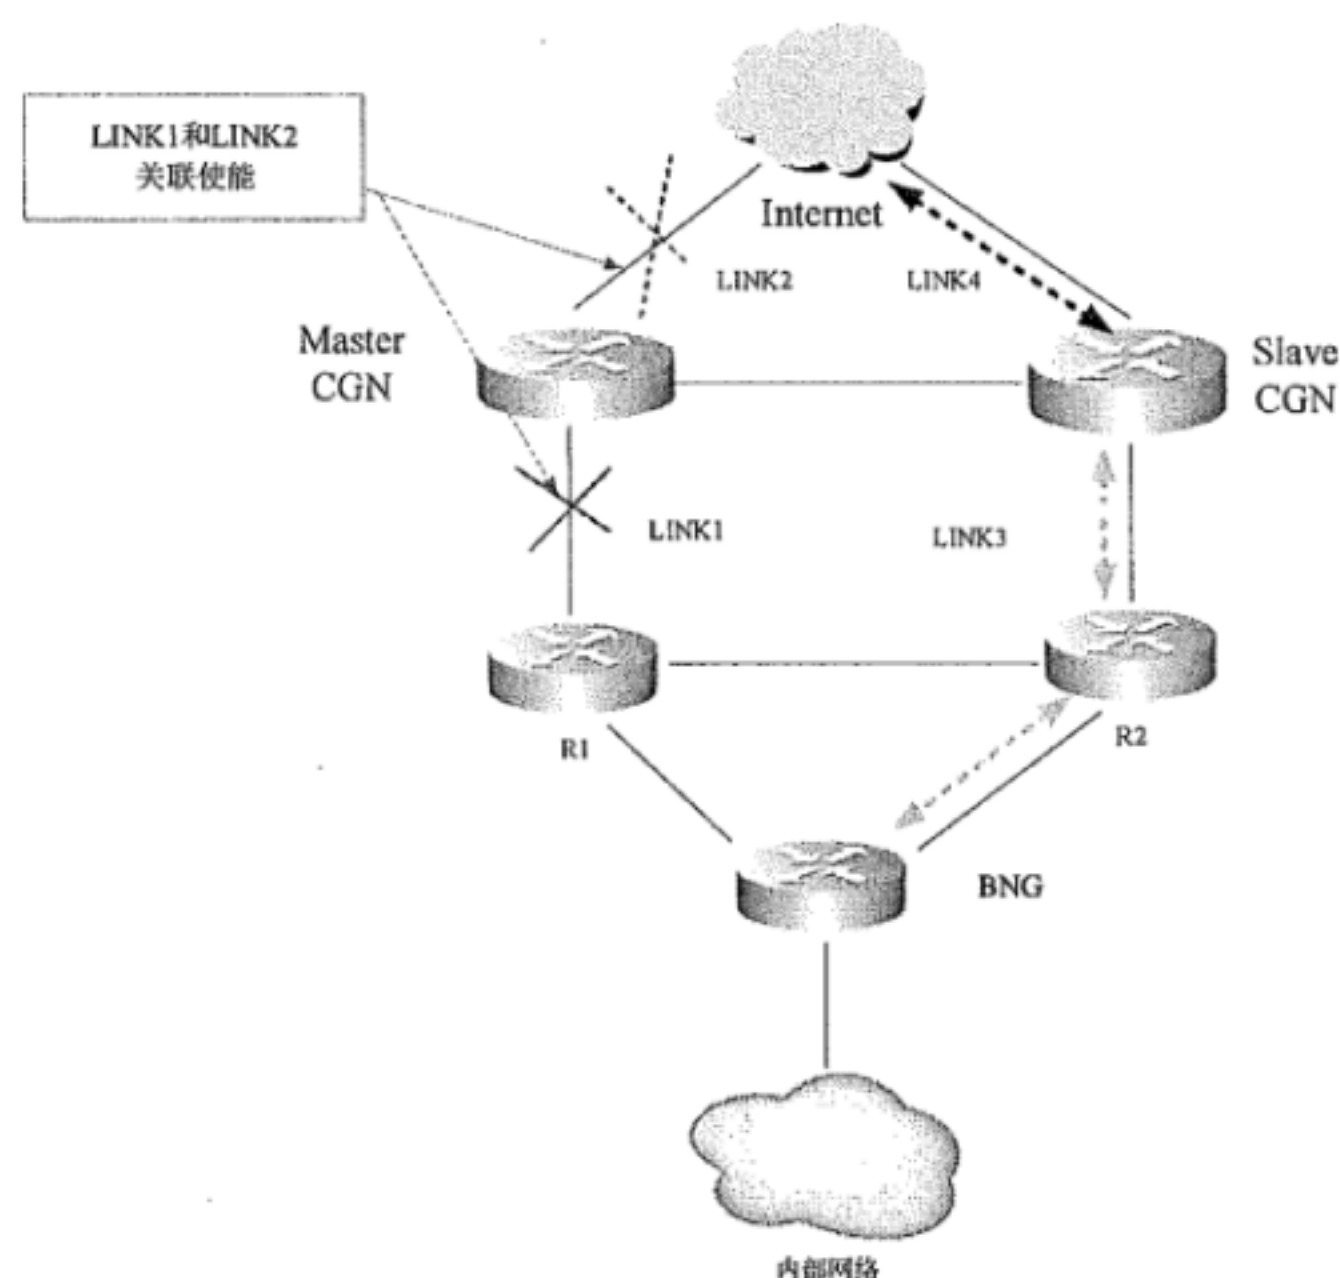 LINK1和LINK2
关联使能
Internet
LINK2
LINK4
Master
CGN
Slave
CGN
LINK1
LINK3
R1
R2
BNG
内部网络